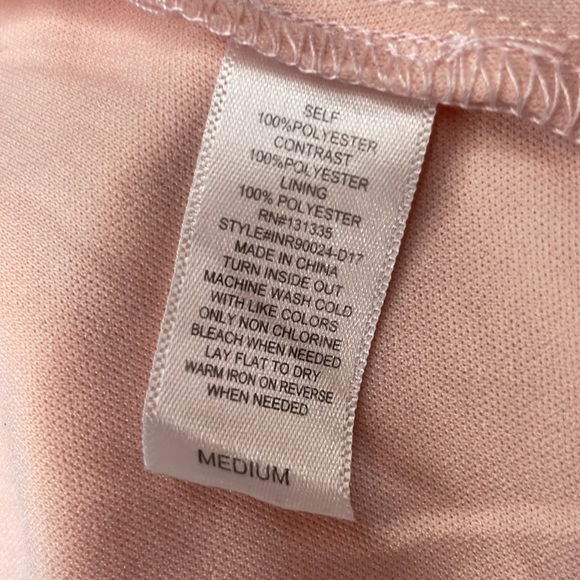 SELF
100%POLYESTER
CONTRAST
100%POLYESTER
LINING
100% POLYESTER
RN#131335
STYLE#INR90024-D17
MADE IN CHINA
TURN INSIDE OUT
MACHINE WASH COLD
WITH LIKE COLORS
ONLY NON CHLORINE
BLEACH WHEN NEEDED
LAY FLAT TO DRY
WARM IRON ON REVERSE
WHEN NEEDED
MEDIUM